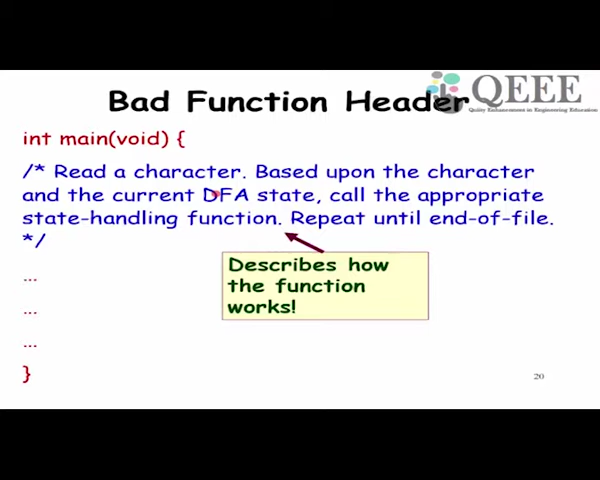 QEEE
Quality Enhancement in Engineering Education
Bad Function Header
int main(void) {
/* Read a character. Based upon the character
and the current DFA state, call the appropriate
state-handling function. Repeat until end-of-file.
*/
Describes how
the function
works!
...
...
...
}
20